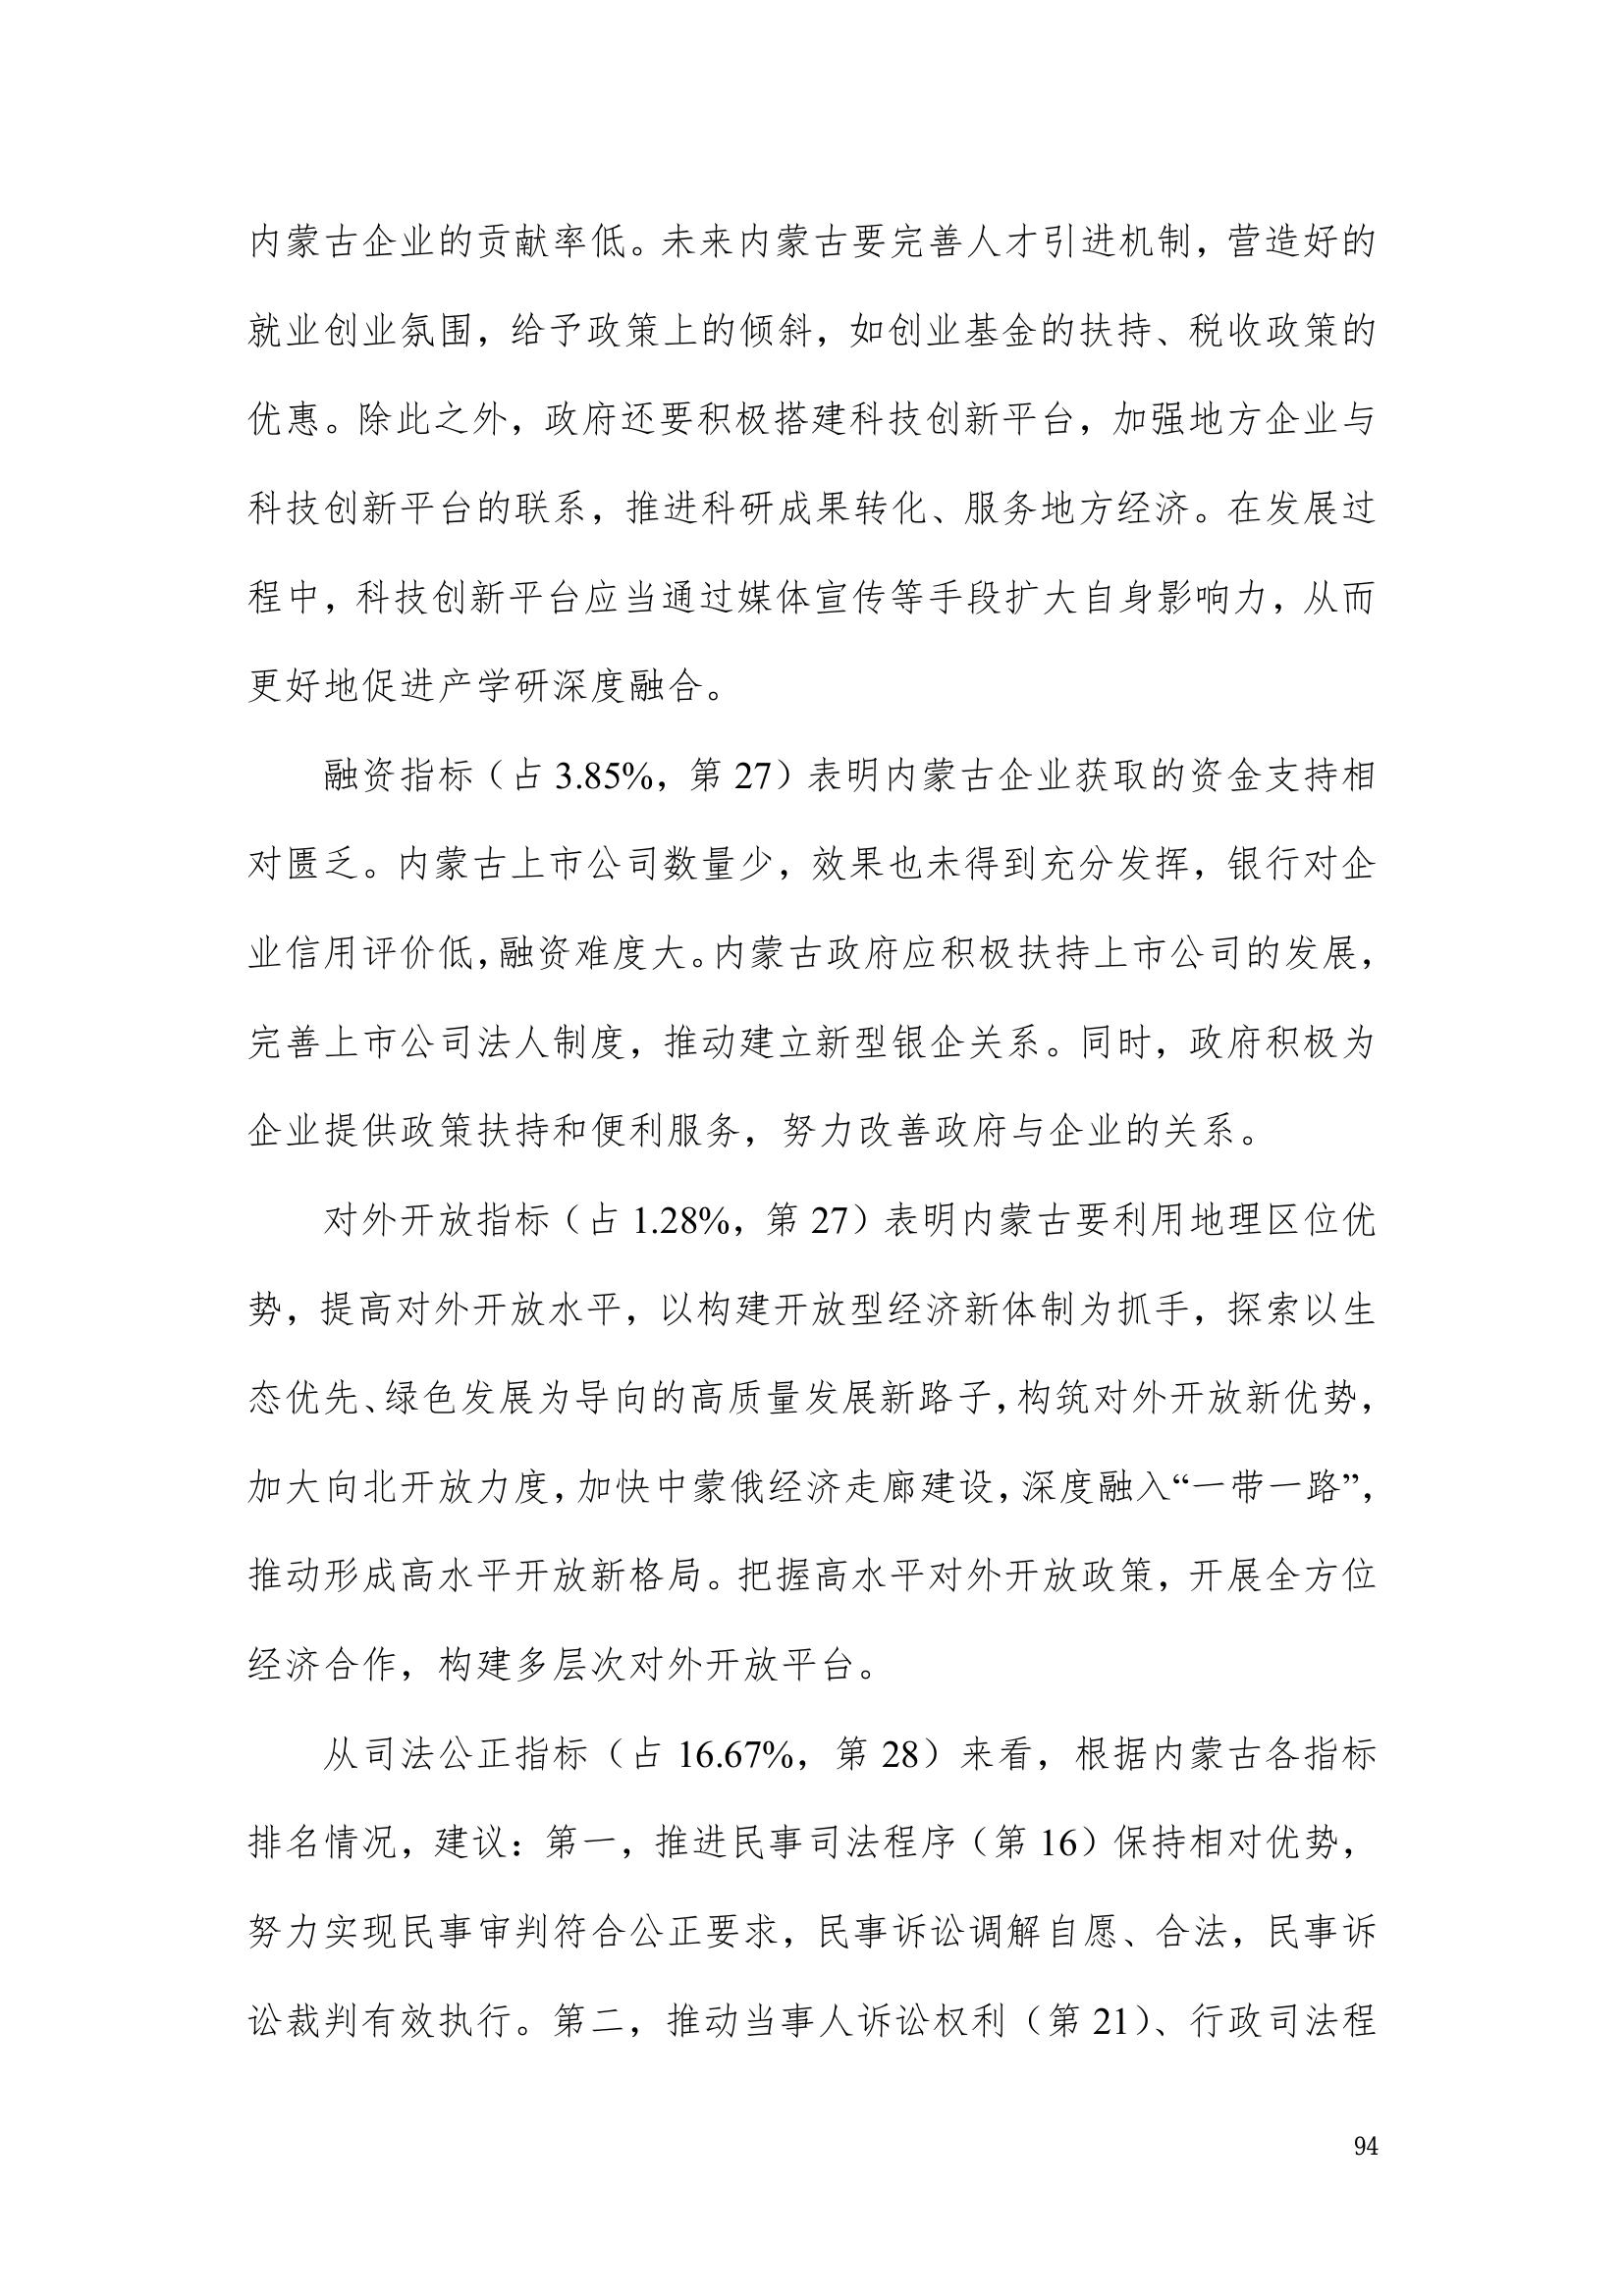 内蒙古企业的贡献率低。未来内蒙古要完善人才引进机制，营造好的
就业创业氛围，给予政策上的倾斜，如创业基金的扶持、税收政策的
优惠。除此之外，政府还要积极搭建科技创新平台，加强地方企业与
科技创新平台的联系，推进科研成果转化、服务地方经济。在发展过
程中，科技创新平台应当通过媒体宣传等手段扩大自身影响力，从而
更好地促进产学研深度融合。
融资指标（占 3.85%，第 27）表明内蒙古企业获取的资金支持相
对匮乏。内蒙古上市公司数量少，效果也未得到充分发挥，银行对企
业信用评价低，融资难度大。内蒙古政府应积极扶持上市公司的发展，
完善上市公司法人制度，推动建立新型银企关系。同时，政府积极为
企业提供政策扶持和便利服务，努力改善政府与企业的关系。
对外开放指标（占 1.28%，第 27）表明内蒙古要利用地理区位优
势，提高对外开放水平，以构建开放型经济新体制为抓手，探索以生
态优先、绿色发展为导向的高质量发展新路子，构筑对外开放新优势，
加大向北开放力度，加快中蒙俄经济走廊建设，深度融入“一带一路”，
推动形成高水平开放新格局。把握高水平对外开放政策，开展全方位
经济合作，构建多层次对外开放平台。
从司法公正指标（占 16.67%，第 28）来看，根据内蒙古各指标
排名情况，建议：第一，推进民事司法程序（第 16）保持相对优势，
努力实现民事审判符合公正要求，民事诉讼调解自愿、合法，民事诉
讼裁判有效执行。第二，推动当事人诉讼权利（第 21）、行政司法程
94